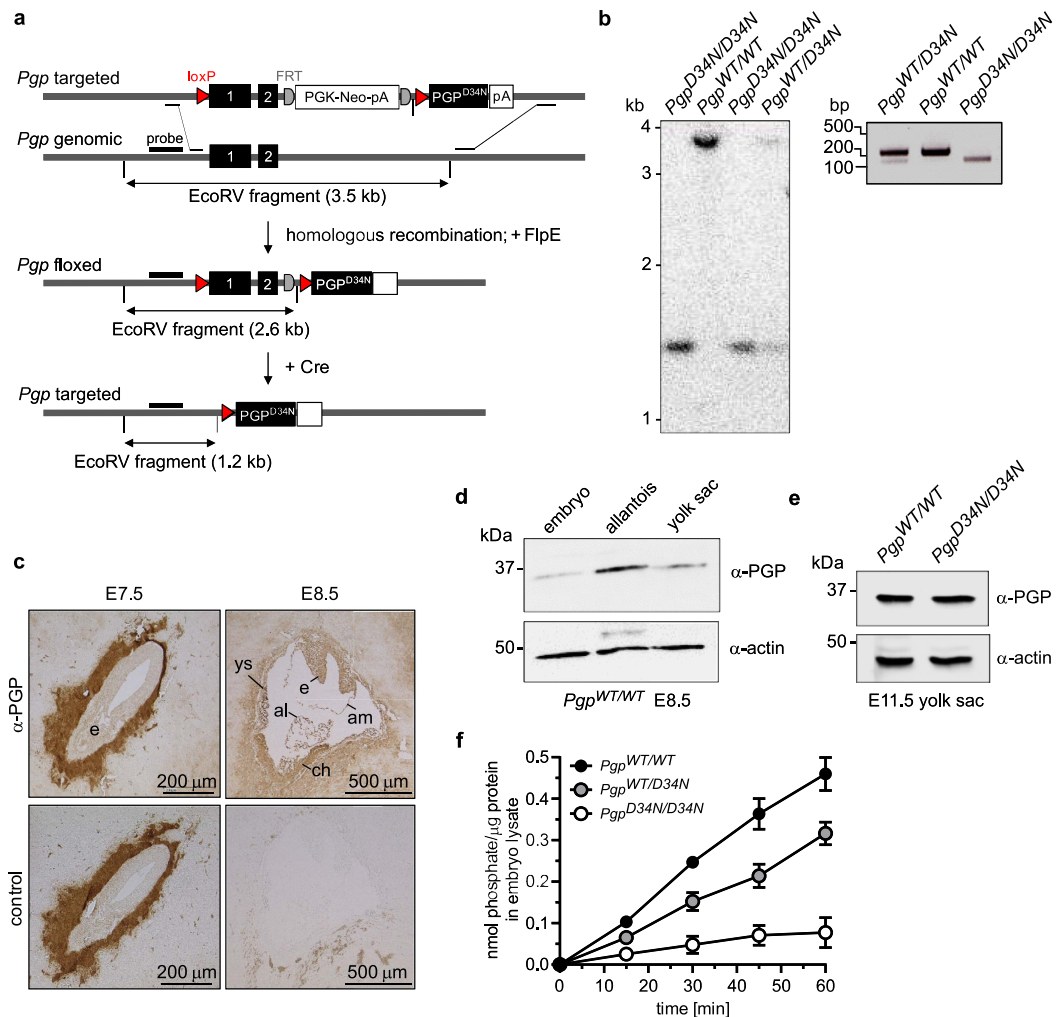 a
Pgp targeted
loxP
FRT
1
2
PGK-Neo-pA
PGP^D34N
pA
Pgp genomic
probe
1
2
EcoRV fragment (3.5 kb)
homologous recombination; + FlpE
Pgp floxed
1
2
PGP^D34N
EcoRV fragment (2.6 kb)
+ Cre
Pgp targeted
PGP^D34N
EcoRV fragment (1.2 kb)
b
Pgp^D34N/D34N
Pgp^WT/WT
Pgp^D34N/D34N
Pgp^WT/D34N
kb
4
3
2
1
Pgp^WT/D34N
Pgp^WT/WT
Pgp^D34N/D34N
bp
500
200
100
c
E7.5
E8.5
α-PGP
e
200 µm
ys
e
al
am
ch
500 µm
control
200 µm
500 µm
d
embryo
allantois
yolk sac
kDa
37
α-PGP
50
α-actin
Pgp^WT/WT E8.5
e
Pgp^WT/WT
Pgp^D34N/D34N
kDa
37
α-PGP
50
α-actin
E11.5 yolk sac
f
Pgp^WT/WT
Pgp^WT/D34N
Pgp^D34N/D34N
nmol phosphate/µg protein
in embryo lysate
0.5
0.4
0.3
0.2
0.1
0.0
0 10 20 30 40 50 60
time [min]